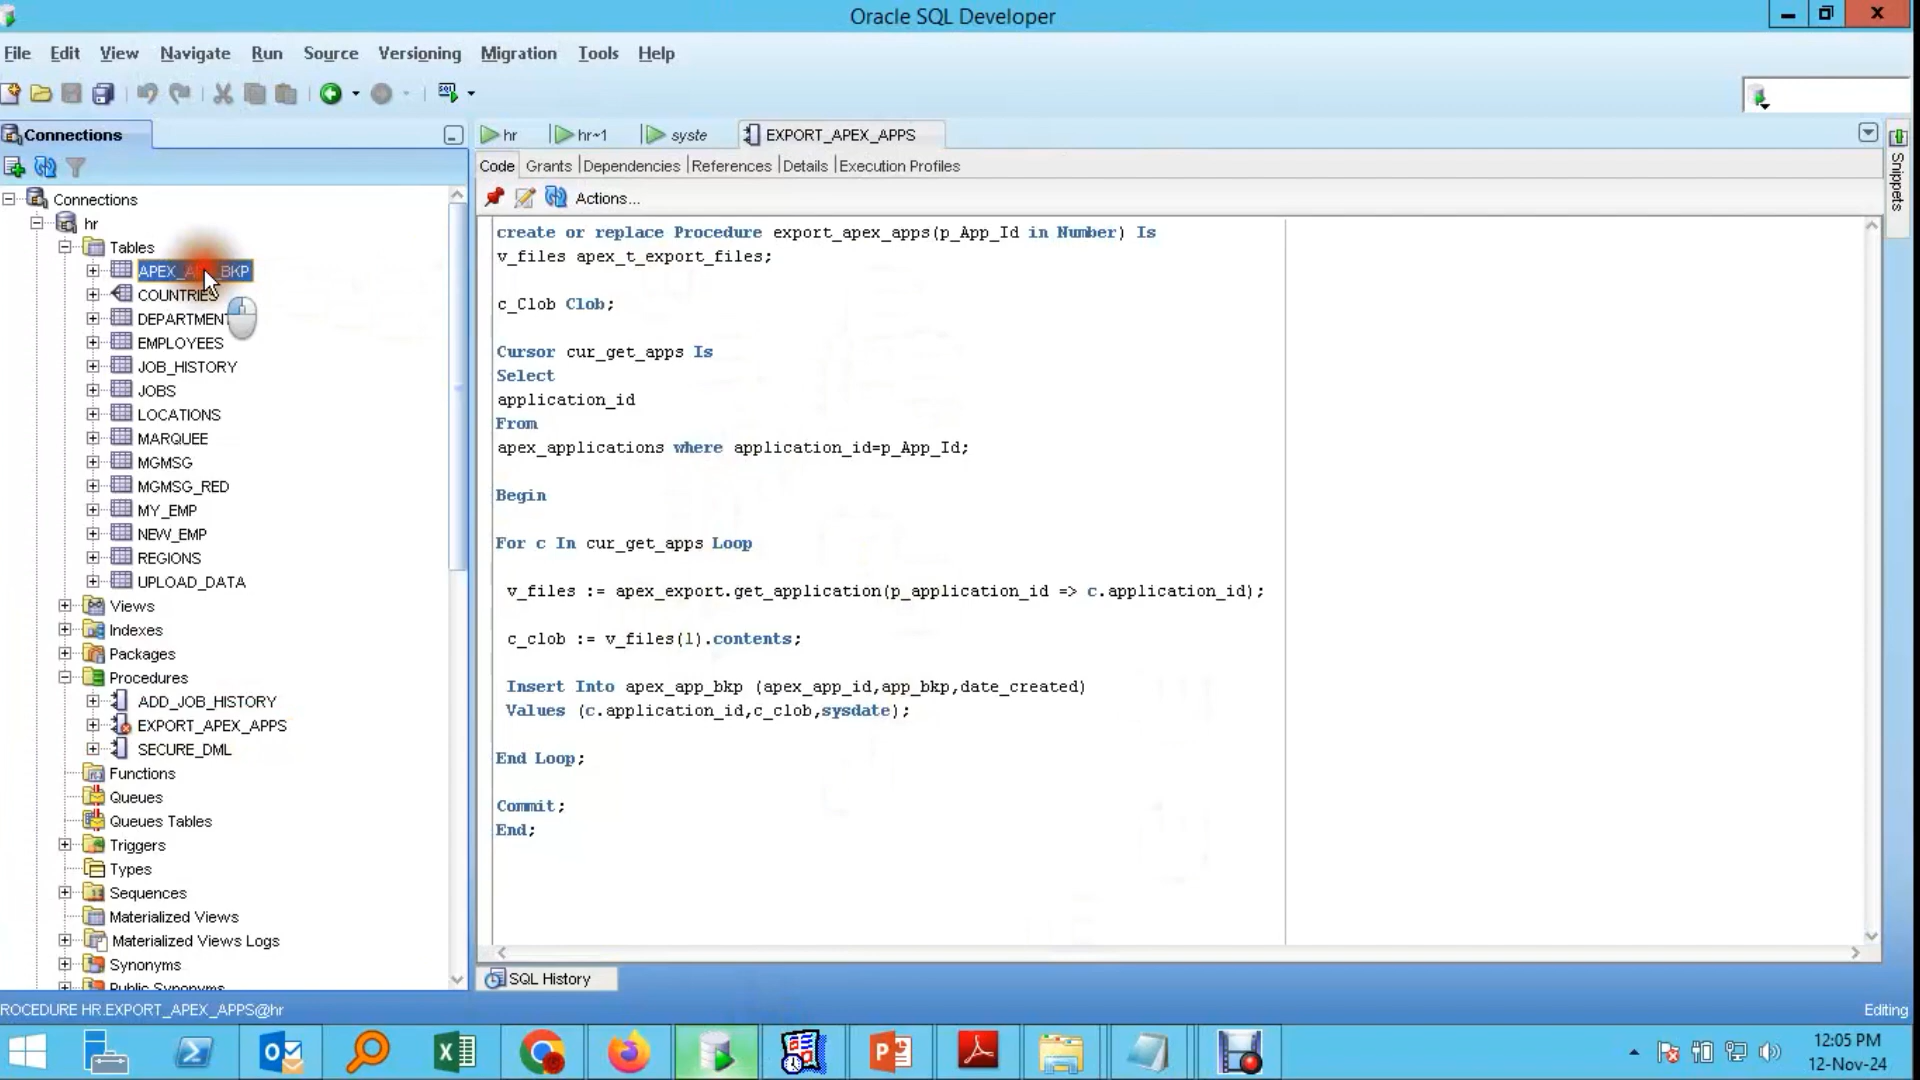 Oracle SQL Developer
File Edit View Navigate Run Source Versioning Migration Tools Help
Connections
hr
hr~1
syste
EXPORT_APEX_APPS
Code Grants Dependencies References Details Execution Profiles
Actions...
Snippets
Connections
hr
Tables
COUNTRIES
DEPARTMENT
EMPLOYEES
JOB_HISTORY
JOBS
LOCATIONS
MARQUEE
MGMSG
MGMSG_RED
MY_EMP
NEW_EMP
REGIONS
UPLOAD_DATA
Views
Indexes
Packages
Procedures
ADD_JOB_HISTORY
EXPORT_APEX_APPS
SECURE_DML
Functions
Queues
Queues Tables
Triggers
Types
Sequences
Materialized Views
Materialized Views Logs
Synonyms
Public Synonyms
create or replace Procedure export_apex_apps(p_App_Id in Number) Is
v_files apex_t_export_files;
c_Clob Clob;
Cursor cur_get_apps Is
Select
application_id
From
apex_applications where application_id=p_App_Id;
Begin
For c In cur_get_apps Loop
v_files := apex_export.get_application(p_application_id => c.application_id);
c_clob := v_files(1).contents;
Insert Into apex_app_bkp (apex_app_id,app_bkp,date_created)
Values (c.application_id,c_clob,sysdate);
End Loop;
Commit;
End;
SQL History
ROCEDURE HR.EXPORT_APEX_APPS@hr
Editing
12:05 PM
12-Nov-24